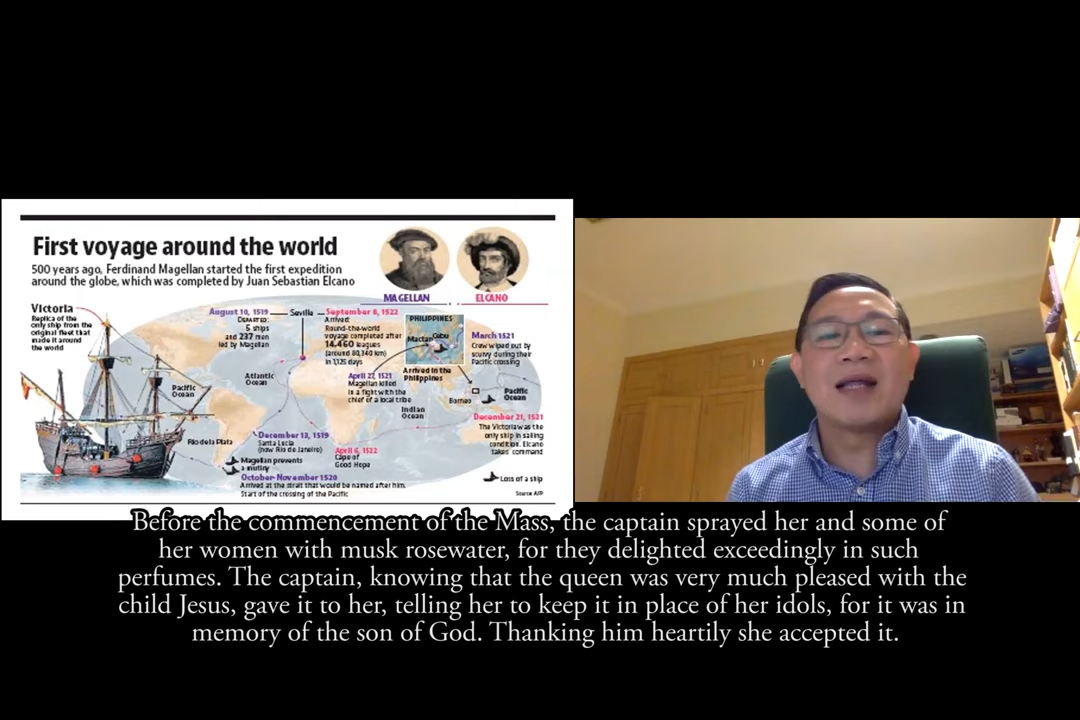 First voyage around the world
500 years ago, Ferdinand Magellan started the first expedition
around the globe, which was completed by Juan Sebastian Elcano
MAGELLAN
ELCANO
Victoria
Replica of the
only ship from the
original fleet that
made it around
the world
August 10, 1519
DEPARTED:
5 ships
and 237 men
led by Magellan
Seville
September 8, 1522
Arrived:
Round-the-world
voyage completed after
14,460 leagues
(around 80,340 km)
in 1,125 days
PHILIPPINES
Mactan
Cebu
Arrived in the
Philippines
March 1521
Crew wiped out by
scurvy during their
Pacific crossing
Atlantic
Ocean
April 27, 1521
Magellan killed
in a fight with the
chief of a local tribe
Pacific
Ocean
Indian
Ocean
Borneo
Pacific
Ocean
December 21, 1521
The Victoria was the
only ship in sailing
condition. Elcano
takes command
Rio de la Plata
December 13, 1519
Santa Lucia
(now Rio de Janeiro)
April 6, 1522
Cape of
Good Hope
Magellan prevents
a mutiny
October-November 1520
Arrived at the strait that would be named after him.
Start of the crossing of the Pacific
Loss of a ship
Source: AFP
Before the commencement of the Mass, the captain sprayed her and some of
her women with musk rosewater, for they delighted exceedingly in such
perfumes. The captain, knowing that the queen was very much pleased with the
child Jesus, gave it to her, telling her to keep it in place of her idols, for it was in
memory of the son of God. Thanking him heartily she accepted it.